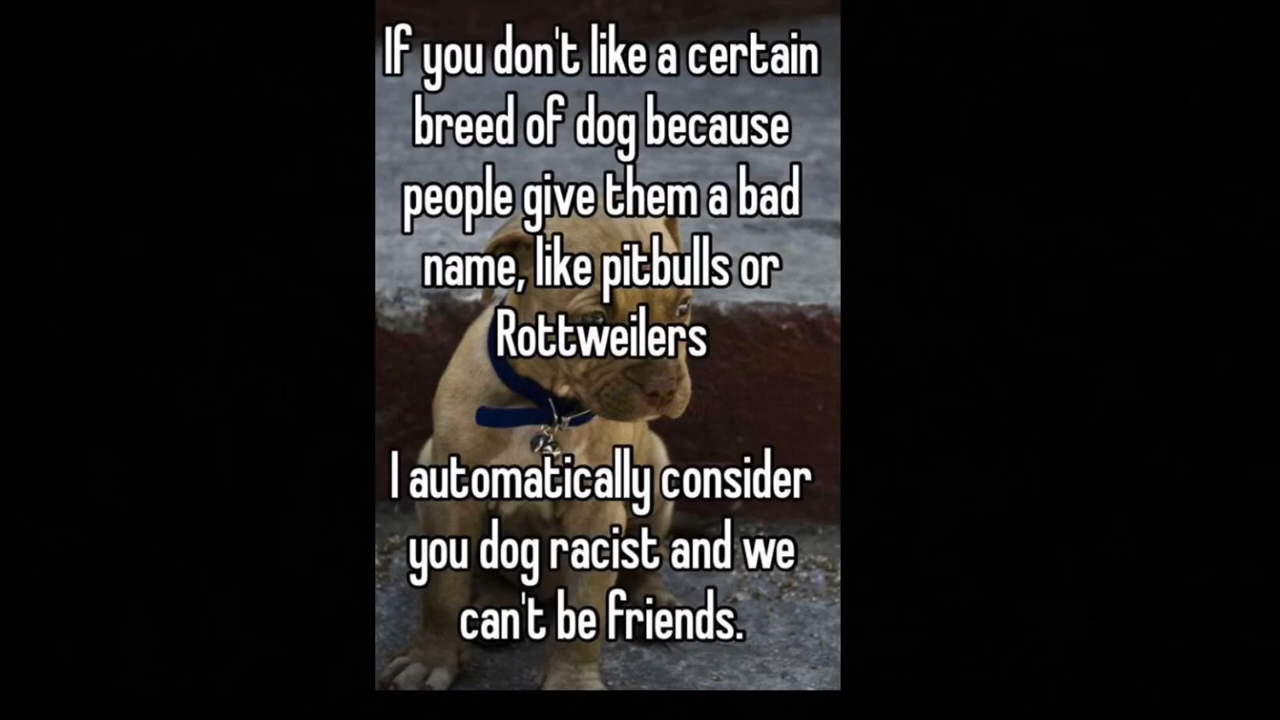 If you don't like a certain
breed of dog because
people give them a bad
name, like pitbulls or
Rottweilers
I automatically consider
you dog racist and we
can't be friends.